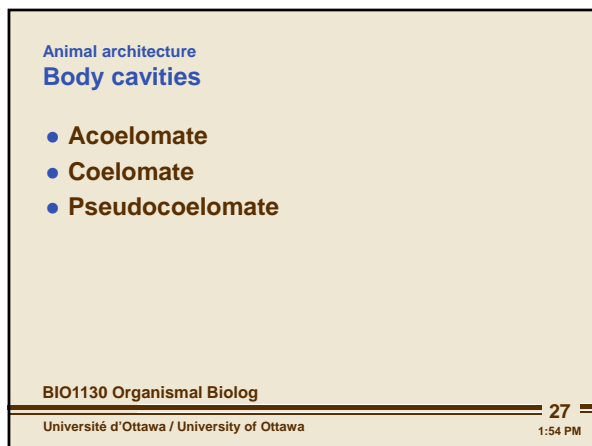 Animal architecture
Body cavities
● Acoelomate
● Coelomate
● Pseudocoelomate
BIO1130 Organismal Biolog
27
Université d'Ottawa / University of Ottawa
1:54 PM